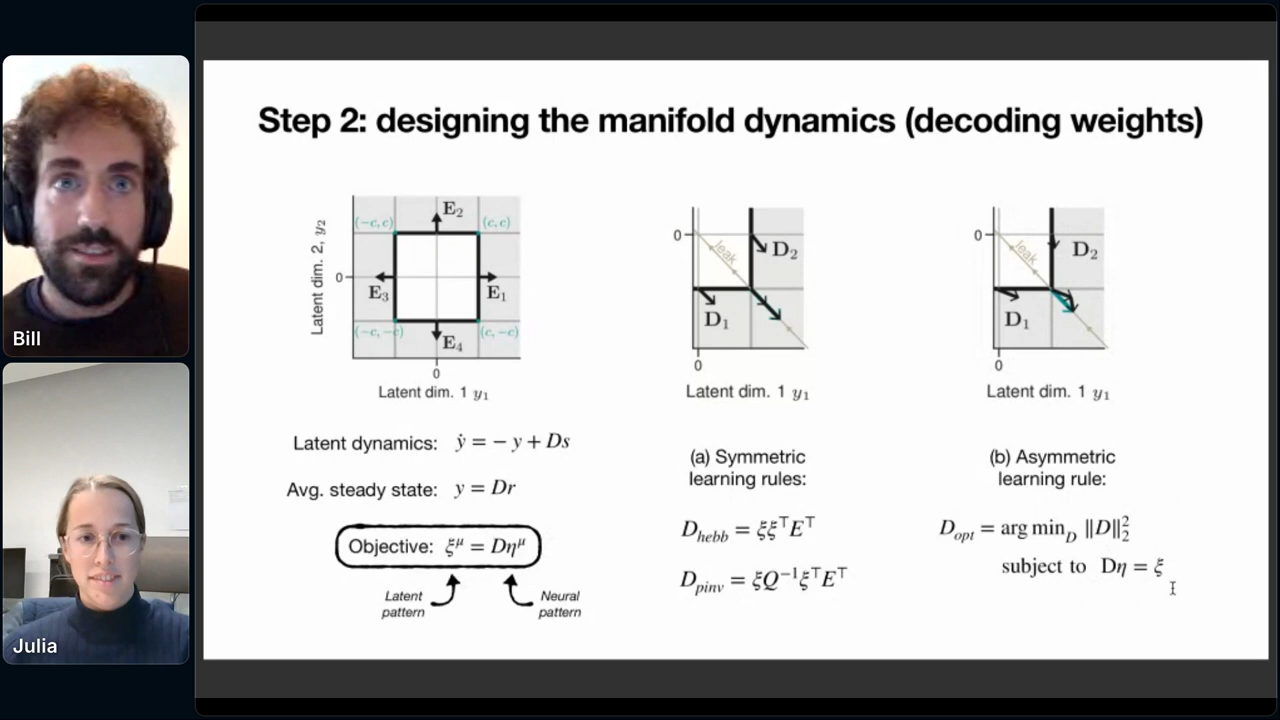 Bill
Julia
Step 2: designing the manifold dynamics (decoding weights)
Latent dim. 2, y₂
0
(-c, c)
E₂
(c, c)
E₃
E₁
(-c, -c)
E₄
(c, -c)
0
Latent dim. 1 y₁
Latent dynamics: ẏ = − y + Ds
Avg. steady state: y = Dr
Objective: ξ^μ = Dη^μ
Latent pattern
Neural pattern
0
leak
D₂
D₁
0
Latent dim. 1 y₁
(a) Symmetric
learning rules:
D_hebb = ξξ^⊤E^⊤
D_pinv = ξQ^−1ξ^⊤E^⊤
0
leak
D₂
D₁
0
Latent dim. 1 y₁
(b) Asymmetric
learning rule:
D_opt = arg min_D ‖D‖₂²
subject to Dη = ξ